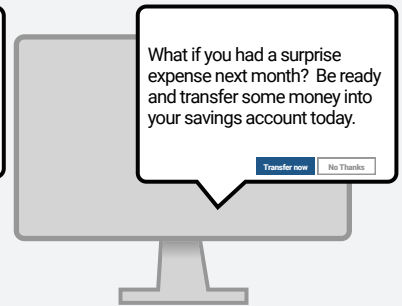 What if you had a surprise
expense next month? Be ready
and transfer some money into
your savings account today.
Transfer now No Thanks